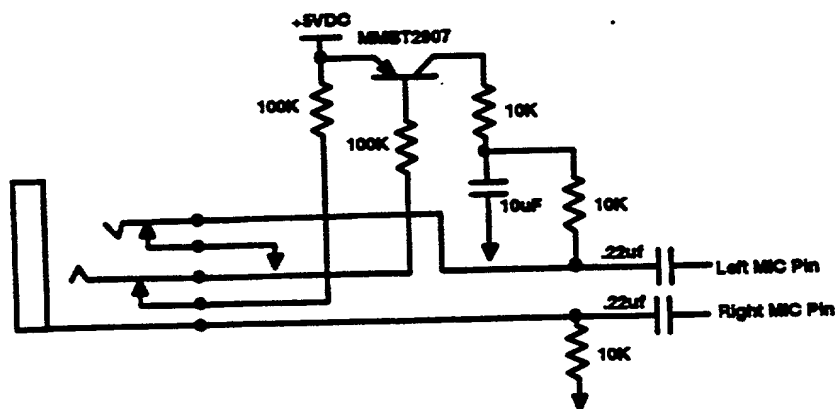 +5VDC
MMBT2907
100K
10K
100K
10uF
10K
.22uf
Left MIC Pin
.22uf
Right MIC Pin
10K